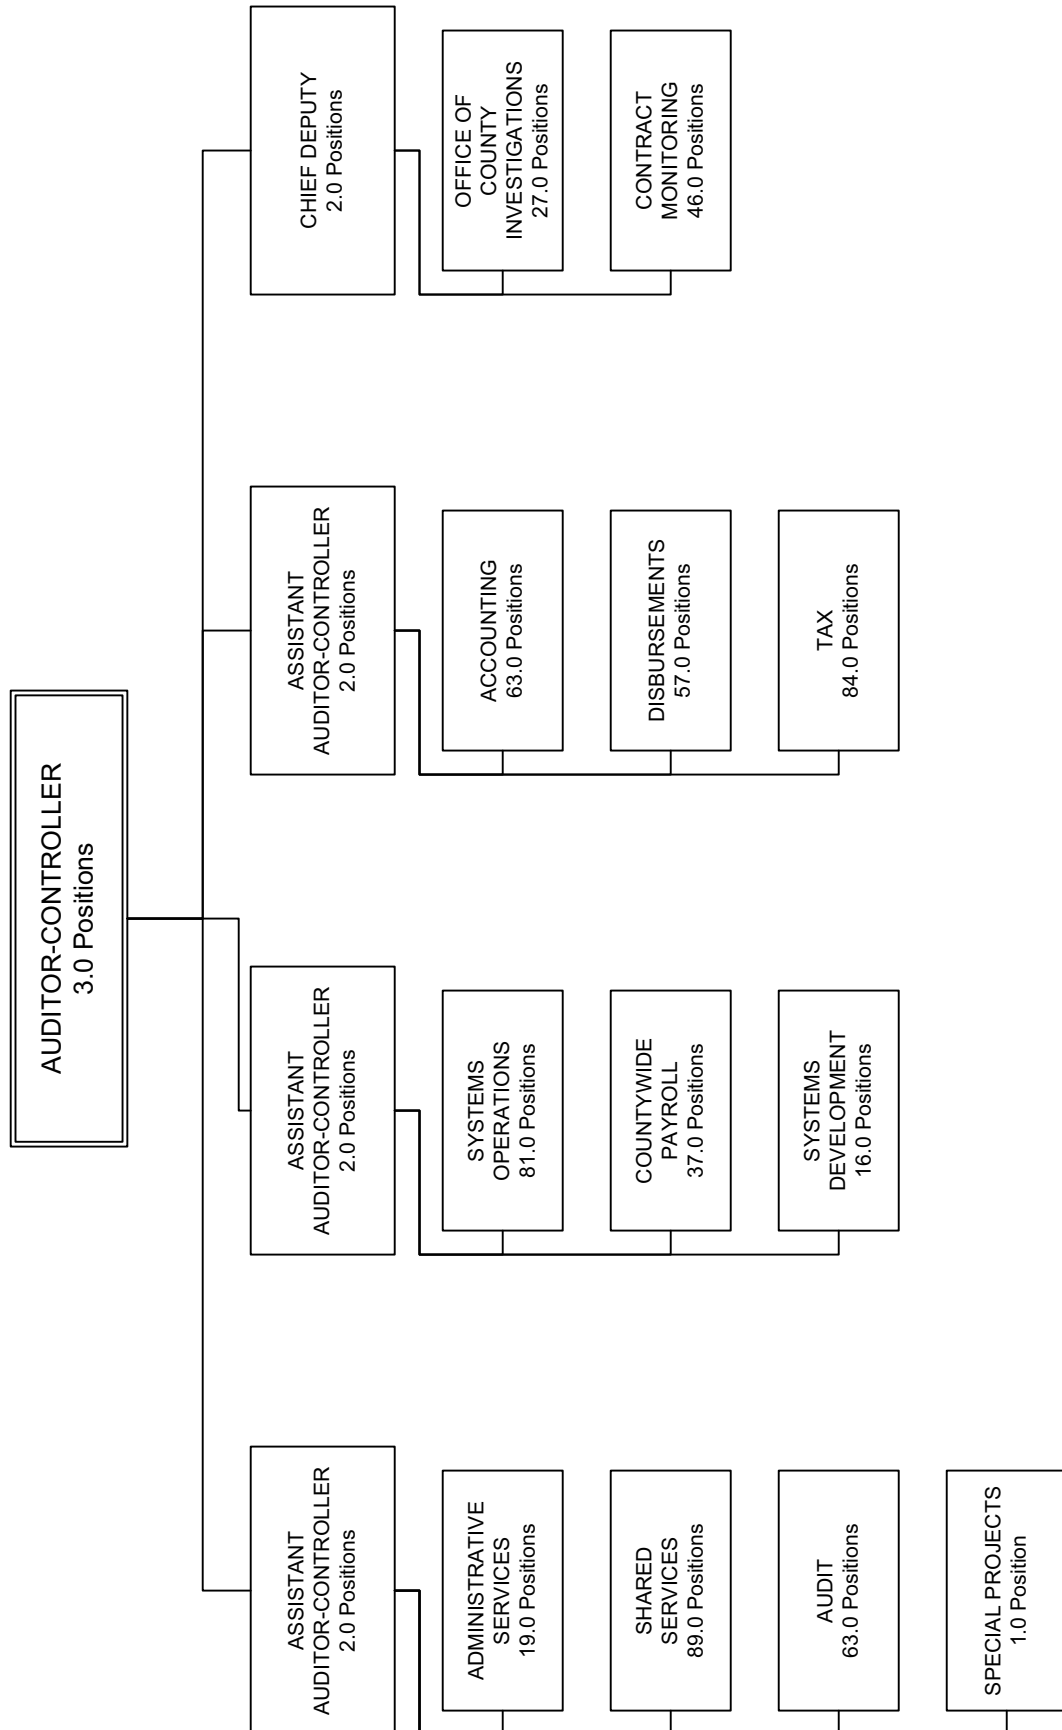 AUDITOR-CONTROLLER
3.0 Positions
ASSISTANT
AUDITOR-CONTROLLER
2.0 Positions
ADMINISTRATIVE
SERVICES
19.0 Positions
SHARED
SERVICES
89.0 Positions
AUDIT
63.0 Positions
SPECIAL PROJECTS
1.0 Position
ASSISTANT
AUDITOR-CONTROLLER
2.0 Positions
SYSTEMS
OPERATIONS
81.0 Positions
COUNTYWIDE
PAYROLL
37.0 Positions
SYSTEMS
DEVELOPMENT
16.0 Positions
ASSISTANT
AUDITOR-CONTROLLER
2.0 Positions
ACCOUNTING
63.0 Positions
DISBURSEMENTS
57.0 Positions
TAX
84.0 Positions
CHIEF DEPUTY
2.0 Positions
OFFICE OF
COUNTY
INVESTIGATIONS
27.0 Positions
CONTRACT
MONITORING
46.0 Positions